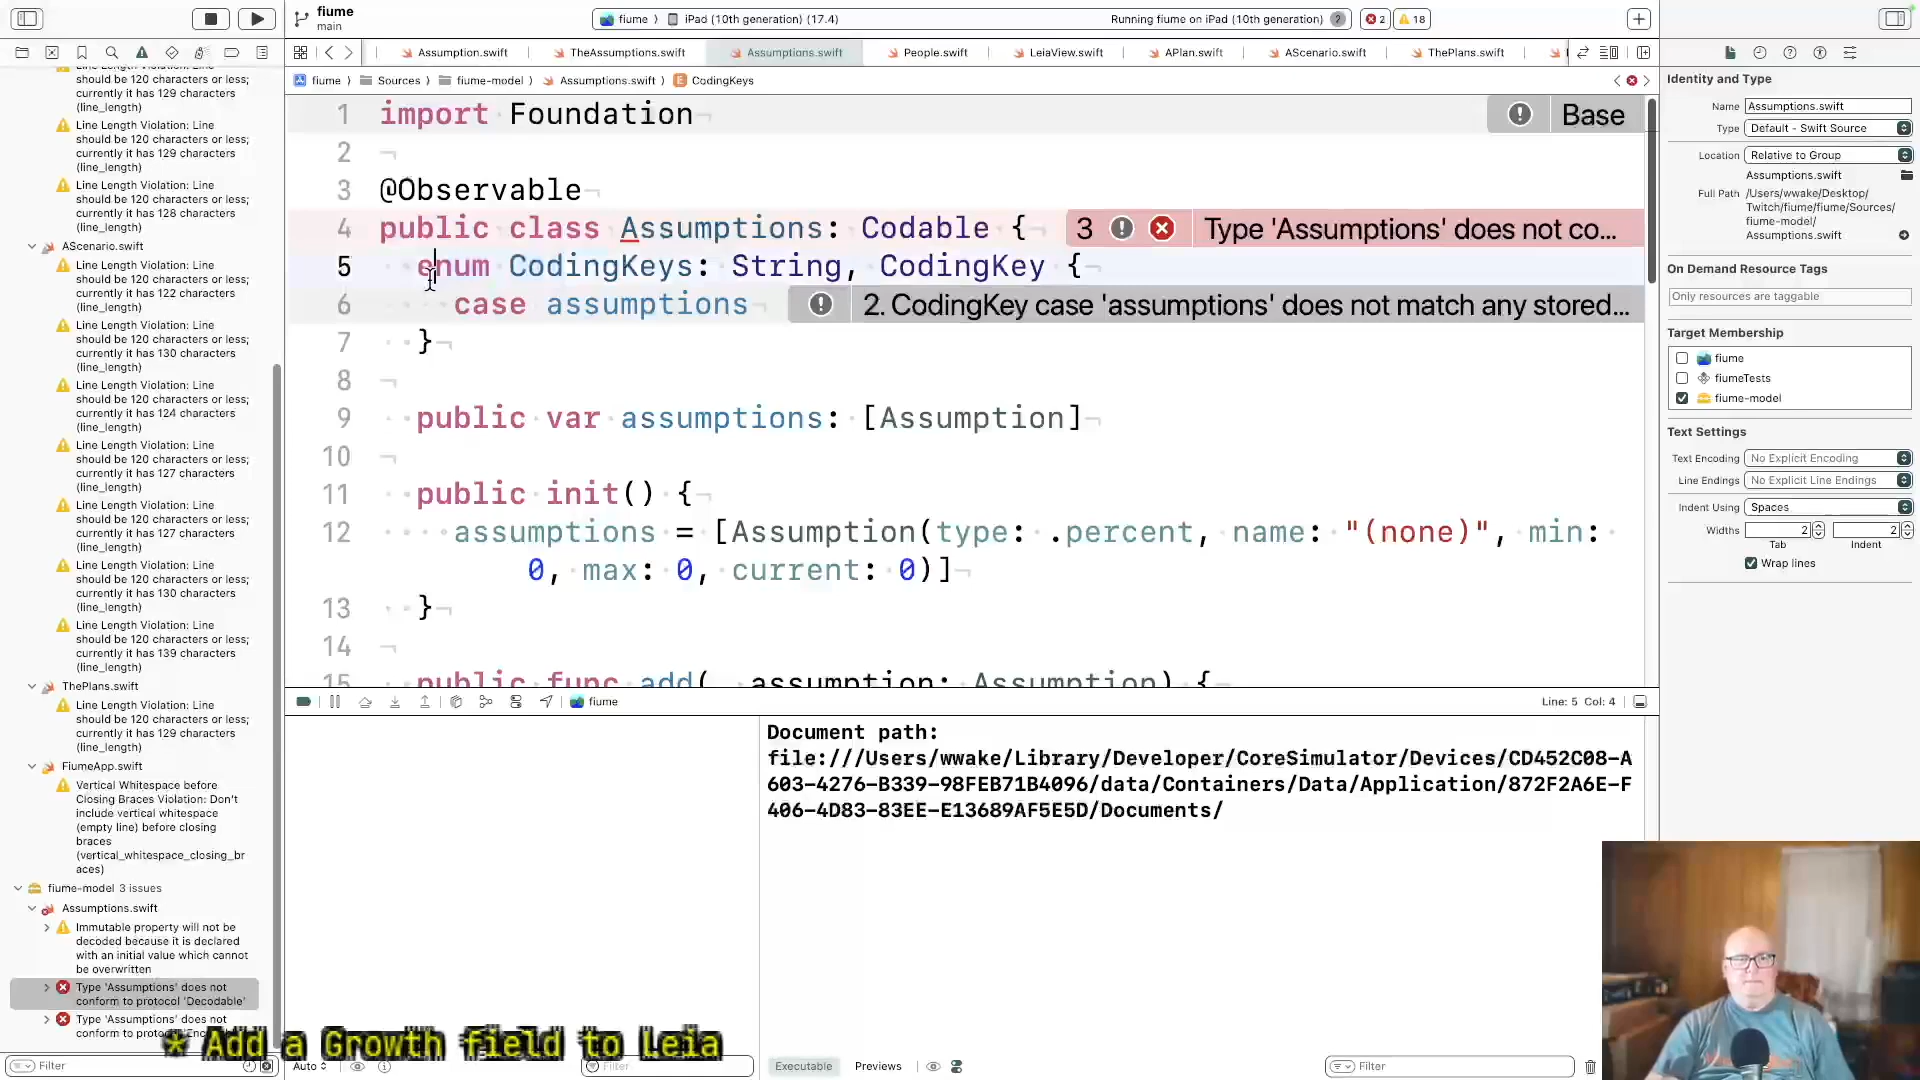 fiume
main
fiume
iPad (10th generation) (17.4)
Running fiume on iPad (10th generation)
2
2
18
Assumption.swift
TheAssumptions.swift
Assumptions.swift
People.swift
LeiaView.swift
APlan.swift
AScenario.swift
ThePlans.swift
fiume
Sources
fiume-model
Assumptions.swift
CodingKeys
Line Length Violation: Line
should be 120 characters or less;
currently it has 129 characters
(line_length)
Line Length Violation: Line
should be 120 characters or less;
currently it has 129 characters
(line_length)
Line Length Violation: Line
should be 120 characters or less;
currently it has 128 characters
(line_length)
AScenario.swift
Line Length Violation: Line
should be 120 characters or less;
currently it has 122 characters
(line_length)
Line Length Violation: Line
should be 120 characters or less;
currently it has 130 characters
(line_length)
Line Length Violation: Line
should be 120 characters or less;
currently it has 124 characters
(line_length)
Line Length Violation: Line
should be 120 characters or less;
currently it has 127 characters
(line_length)
Line Length Violation: Line
should be 120 characters or less;
currently it has 127 characters
(line_length)
Line Length Violation: Line
should be 120 characters or less;
currently it has 130 characters
(line_length)
Line Length Violation: Line
should be 120 characters or less;
currently it has 139 characters
(line_length)
ThePlans.swift
Line Length Violation: Line
should be 120 characters or less;
currently it has 129 characters
(line_length)
FiumeApp.swift
Vertical Whitespace before
Closing Braces Violation: Don't
include vertical whitespace
(empty line) before closing
braces
(vertical_whitespace_closing_br
aces)
fiume-model 3 issues
Assumptions.swift
Immutable property will not be
decoded because it is declared
with an initial value which cannot
be overwritten
Type 'Assumptions' does not
conform to protocol 'Decodable'
Type 'Assumptions' does not
conform to protocol
* Add a Growth field to Leia
Filter
1 import Foundation
Base
2
3 @Observable
4 public class Assumptions: Codable {
3 Type 'Assumptions' does not co...
5 enum CodingKeys: String, CodingKey {
6 case assumptions
2. CodingKey case 'assumptions' does not match any stored...
7 }
8
9 public var assumptions: [Assumption]
10
11 public init() {
12 assumptions = [Assumption(type: .percent, name: "(none)", min:
0, max: 0, current: 0)]
13 }
14
15 public func add(_ assumption: Assumption) {
fiume
Line: 5 Col: 4
Document path:
file:///Users/wwake/Library/Developer/CoreSimulator/Devices/CD452C08-A
603-4276-B339-98FEB71B4096/data/Containers/Data/Application/872F2A6E-F
406-4D83-83EE-E13689AF5E5D/Documents/
Auto
Filter
Executable
Previews
Filter
Identity and Type
Name Assumptions.swift
Type Default - Swift Source
Location Relative to Group
Assumptions.swift
Full Path /Users/wwake/Desktop/
Twitch/fiume/fiume/Sources/
fiume-model/
Assumptions.swift
On Demand Resource Tags
Only resources are taggable
Target Membership
fiume
fiumeTests
fiume-model
Text Settings
Text Encoding No Explicit Encoding
Line Endings No Explicit Line Endings
Indent Using Spaces
Widths 2 2
Tab Indent
Wrap lines